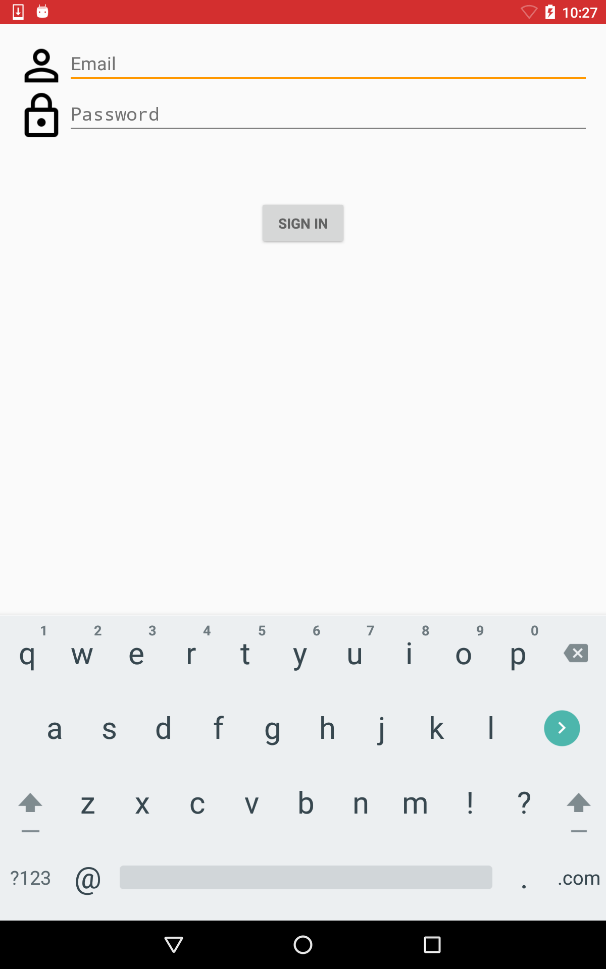 10:27
Email
Password
SIGN IN
1 2 3 4 5 6 7 8 9 0
q w e r t y u i o p
a s d f g h j k l
z x c v b n m ! ?
?123 @ . .com